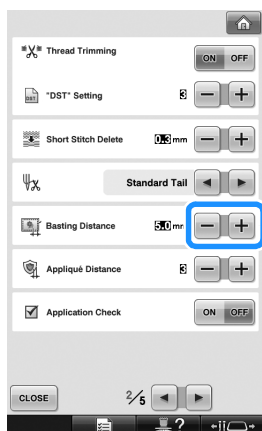 Thread Trimming ON OFF
DST "DST" Setting 3 − +
Short Stitch Delete 0.3 mm − +
Standard Tail
Basting Distance 5.0 mm − +
Appliqué Distance 3 − +
Application Check ON OFF
CLOSE 2/5
?